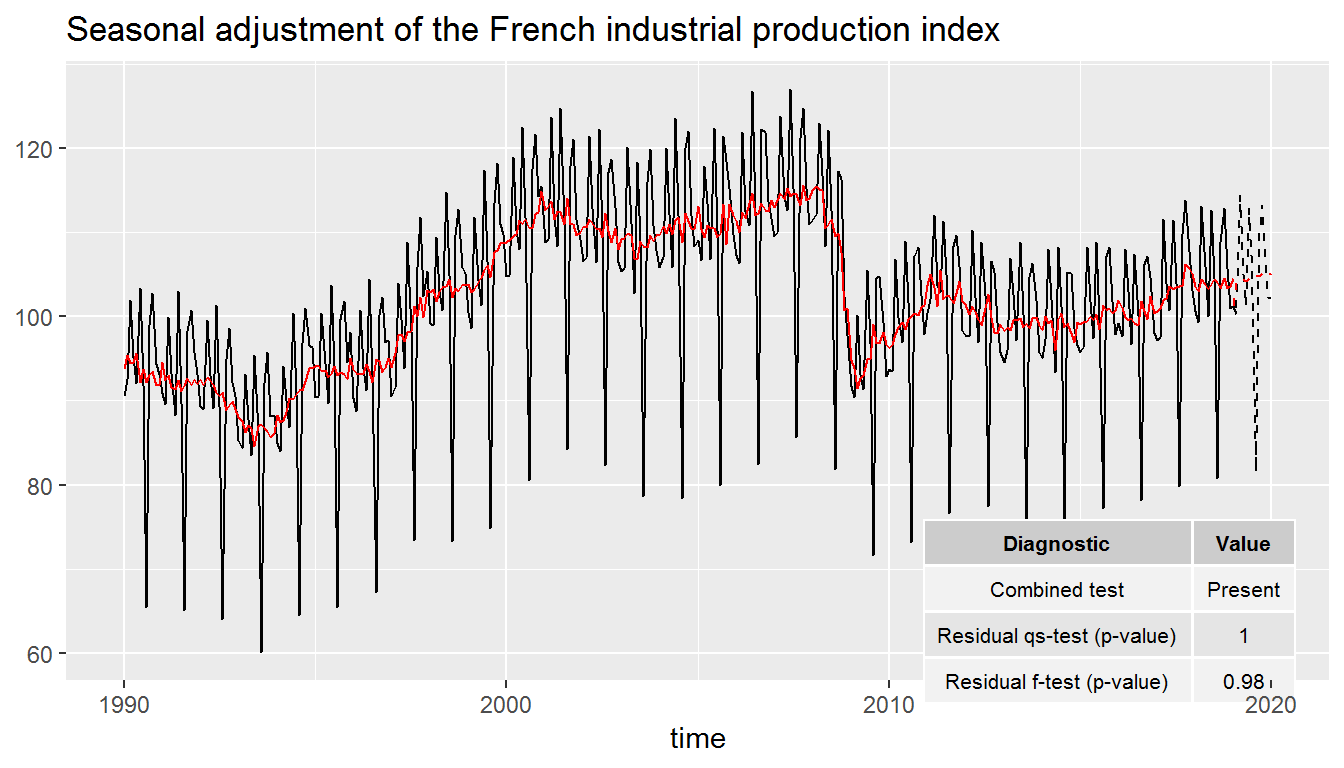 Seasonal adjustment of the French industrial production index
120
100
80
60
Diagnostic Value
Combined test Present
Residual qs-test (p-value) 1
Residual f-test (p-value) 0.98
1990 2000 2010 2020
time